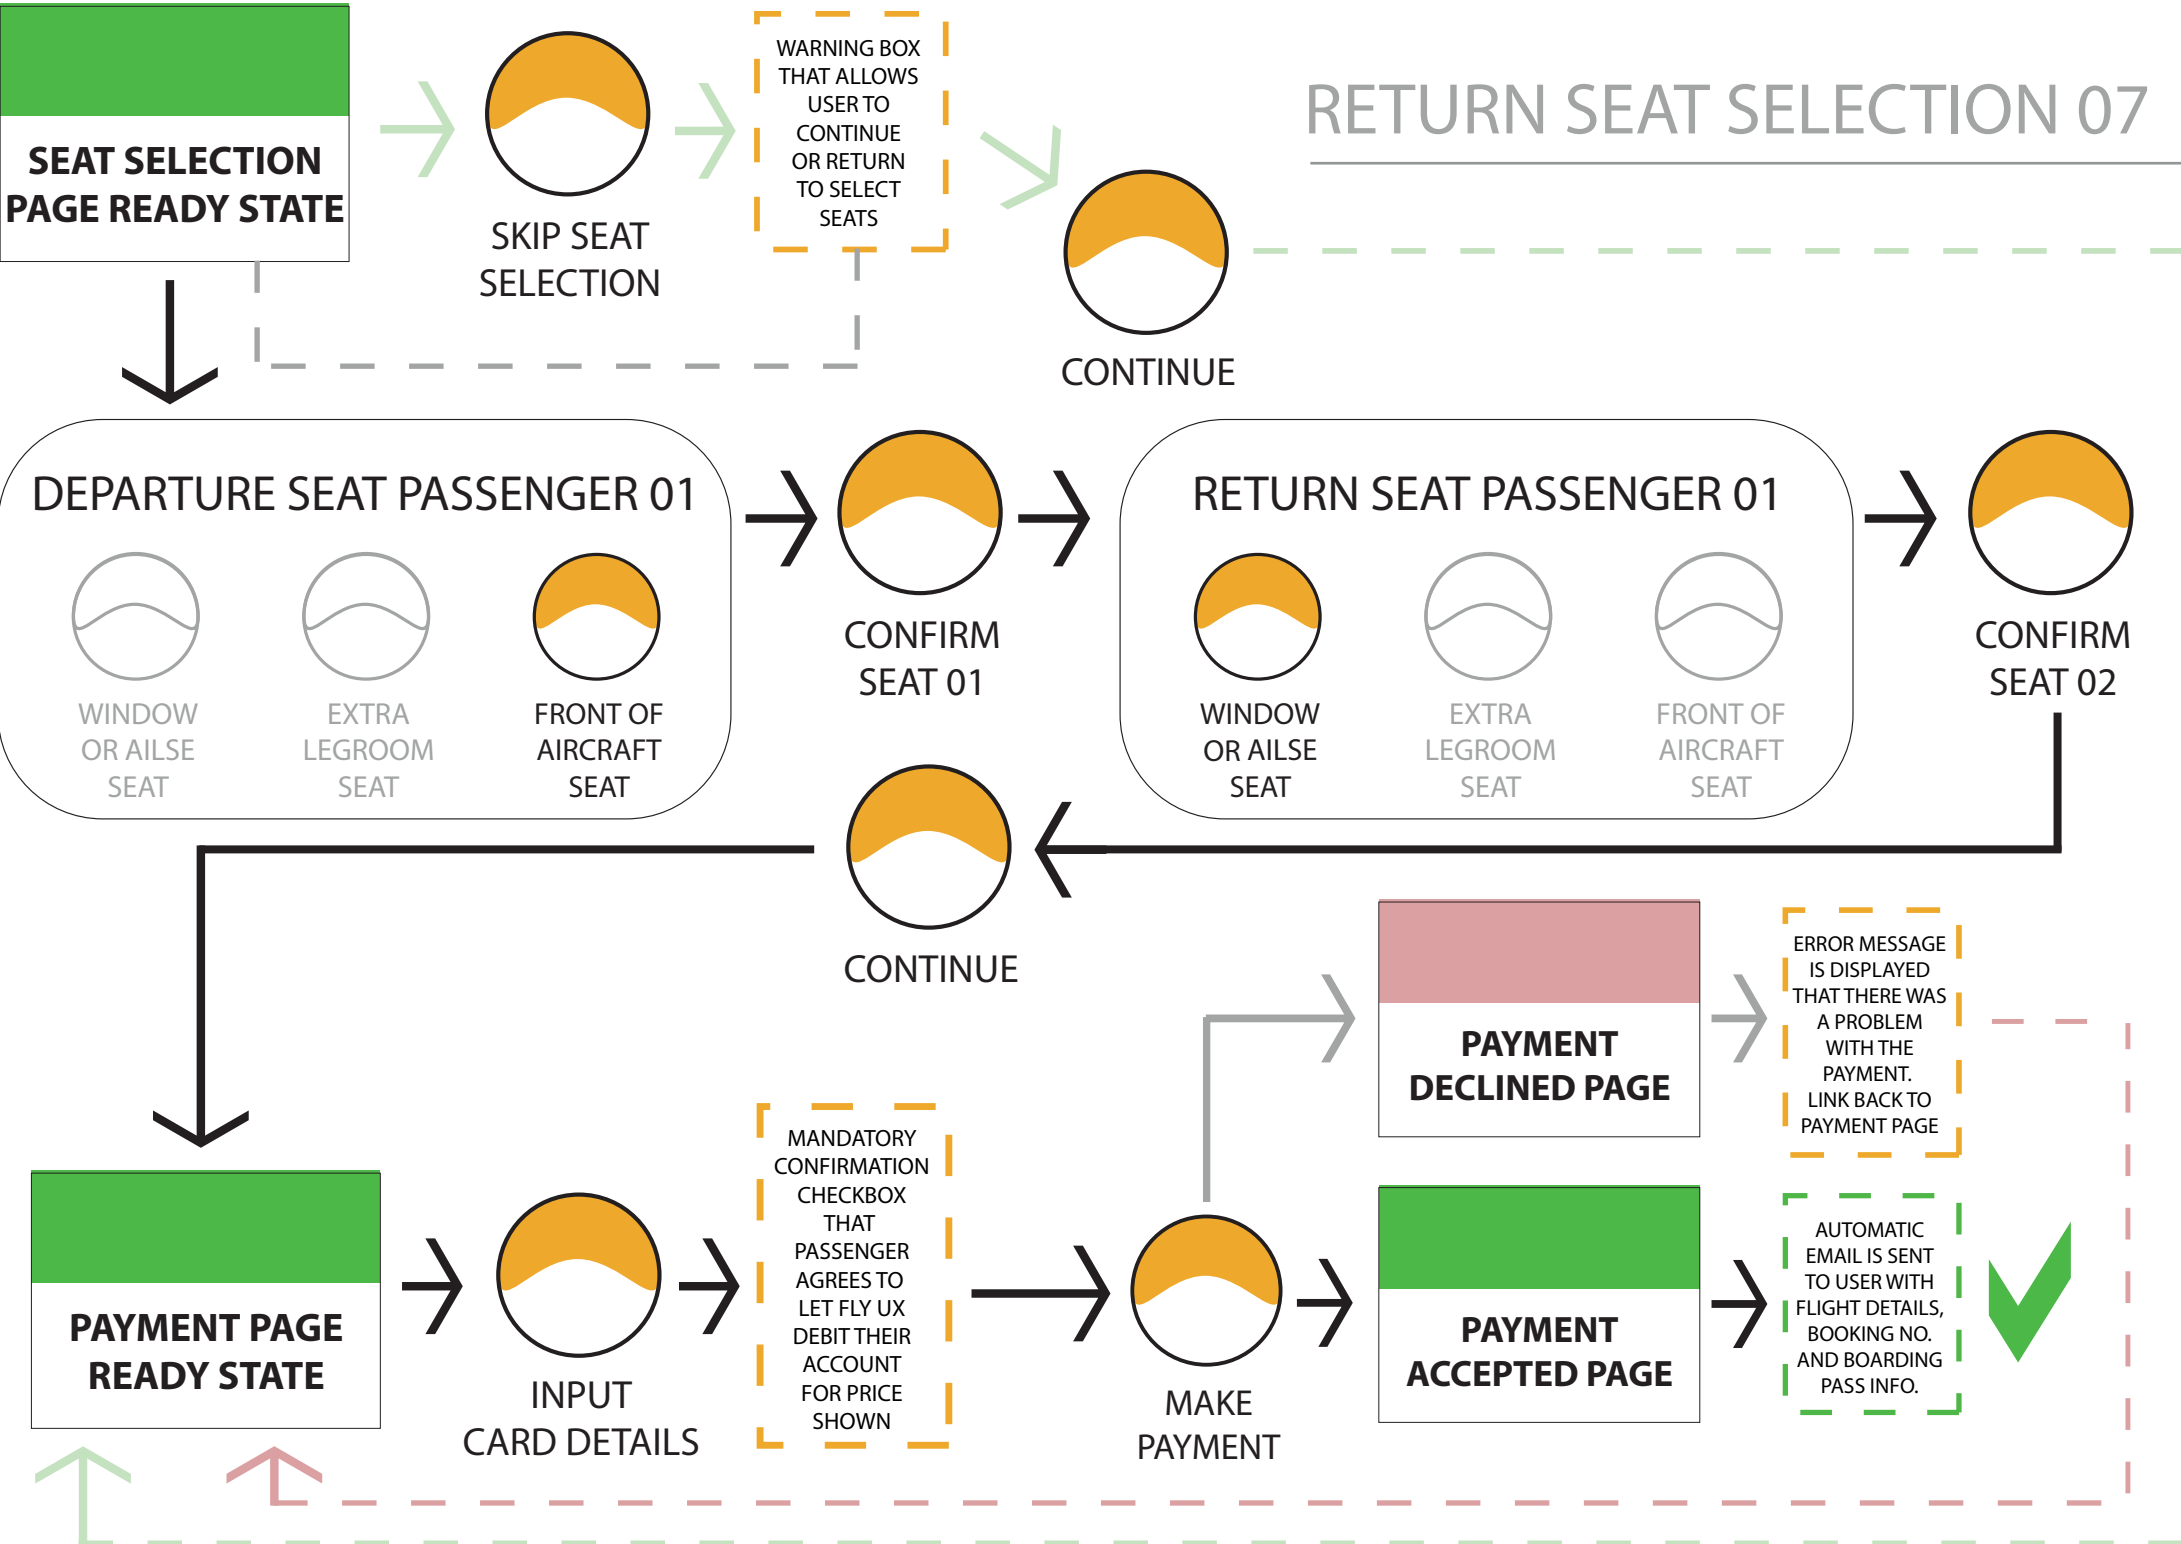 RETURN SEAT SELECTION 07
SEAT SELECTION
PAGE READY STATE
SKIP SEAT
SELECTION
WARNING BOX
THAT ALLOWS
USER TO
CONTINUE
OR RETURN
TO SELECT
SEATS
CONTINUE
DEPARTURE SEAT PASSENGER 01
WINDOW
OR AILSE
SEAT
EXTRA
LEGROOM
SEAT
FRONT OF
AIRCRAFT
SEAT
CONFIRM
SEAT 01
RETURN SEAT PASSENGER 01
WINDOW
OR AILSE
SEAT
EXTRA
LEGROOM
SEAT
FRONT OF
AIRCRAFT
SEAT
CONFIRM
SEAT 02
CONTINUE
PAYMENT PAGE
READY STATE
INPUT
CARD DETAILS
MANDATORY
CONFIRMATION
CHECKBOX
THAT
PASSENGER
AGREES TO
LET FLY UX
DEBIT THEIR
ACCOUNT
FOR PRICE
SHOWN
MAKE
PAYMENT
PAYMENT
DECLINED PAGE
ERROR MESSAGE
IS DISPLAYED
THAT THERE WAS
A PROBLEM
WITH THE
PAYMENT.
LINK BACK TO
PAYMENT PAGE
PAYMENT
ACCEPTED PAGE
AUTOMATIC
EMAIL IS SENT
TO USER WITH
FLIGHT DETAILS,
BOOKING NO.
AND BOARDING
PASS INFO.